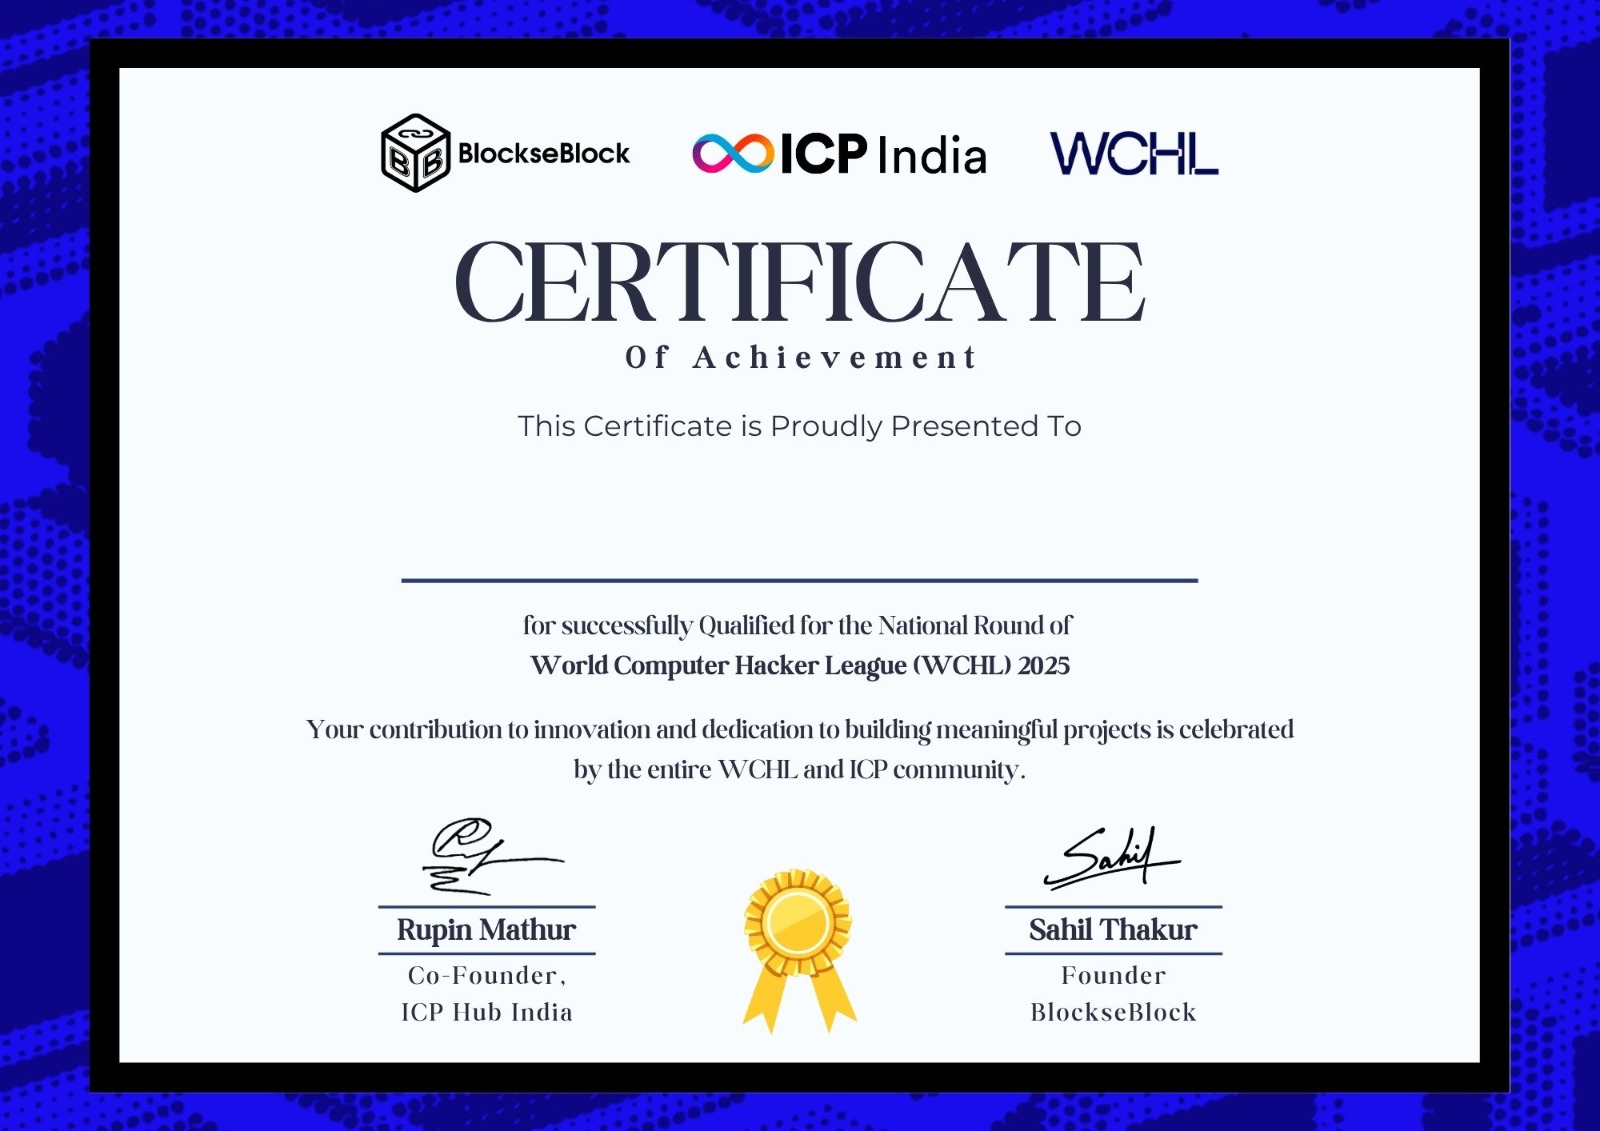 BlockseBlock
ICP India
WCHL
CERTIFICATE
Of Achievement
This Certificate is Proudly Presented To
for successfully Qualified for the National Round of
World Computer Hacker League (WCHL) 2025
Your contribution to innovation and dedication to building meaningful projects is celebrated
by the entire WCHL and ICP community.
Sahil
Rupin Mathur
Co-Founder,
ICP Hub India
Sahil Thakur
Founder
BlockseBlock